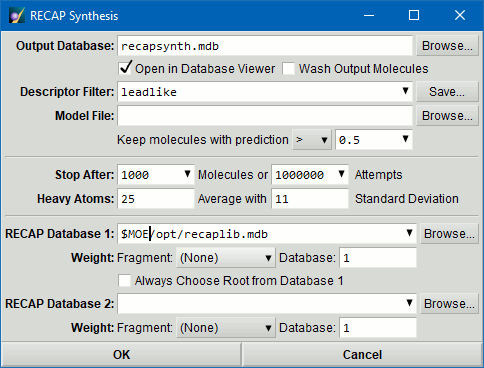 RECAP Synthesis
Output Database: recapsynth.mdb Browse...
Open in Database Viewer Wash Output Molecules
Descriptor Filter: leadlike Save...
Model File: Browse...
Keep molecules with prediction > 0.5
Stop After: 1000 Molecules or 1000000 Attempts
Heavy Atoms: 25 Average with 11 Standard Deviation
RECAP Database 1: $MOE/opt/recaplib.mdb Browse...
Weight: Fragment: (None) Database: 1
Always Choose Root from Database 1
RECAP Database 2: Browse...
Weight: Fragment: (None) Database: 1
OK Cancel